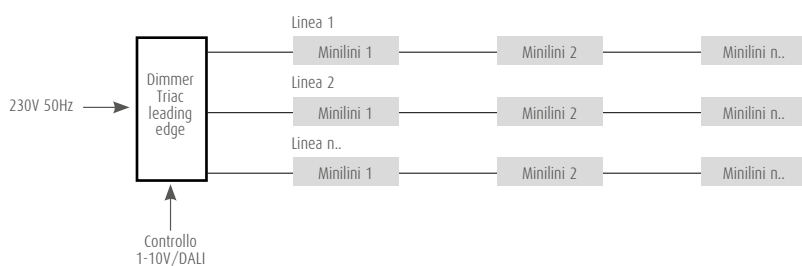 Linea 1
Minilini 1
Minilini 2
Minilini n..
Linea 2
Minilini 1
Minilini 2
Minilini n..
Linea n..
Minilini 1
Minilini 2
Minilini n..
230V 50Hz
Dimmer
Triac
leading
edge
Controllo
1-10V/DALI